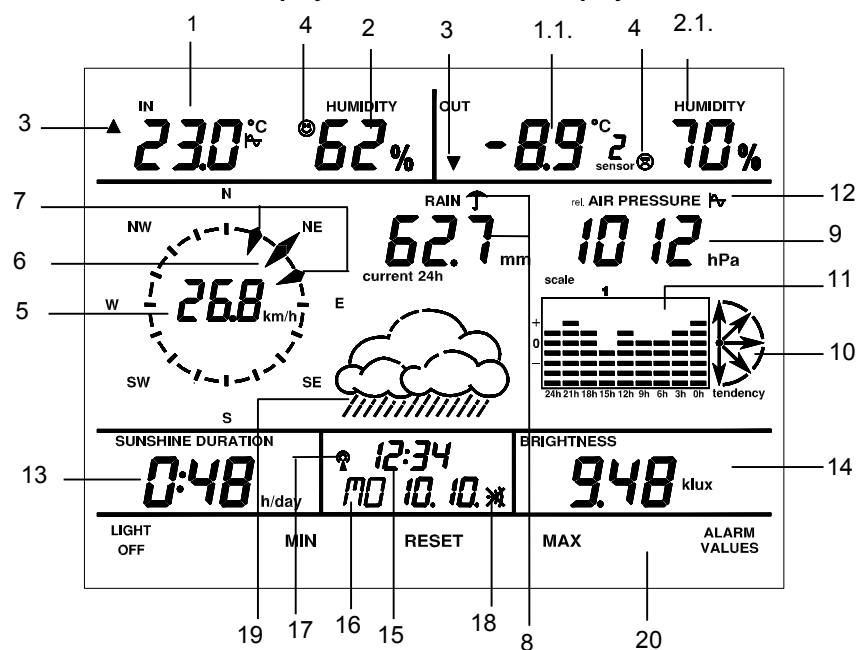 1 4 2 1.1. 4 2.1.
3
3
IN HUMIDITY OUT HUMIDITY
23.0 °C 62% -8.9 °C 2 sensor 70%
7
6
5
N
NW NE
W E
SW SE
S
26.8 km/h
RAIN
62.7 mm
current 24h
rel. AIR PRESSURE
1012 hPa
scale
1
+
0
–
24h 21h 18h 15h 12h 9h 6h 3h 0h
tendency
12
9
11
10
13
SUNSHINE DURATION
0:48 h/day
12:34
MO 10. 10.
BRIGHTNESS
9.48 klux
14
LIGHT OFF
MIN RESET MAX
ALARM VALUES
19 17 16 15 18 8 20